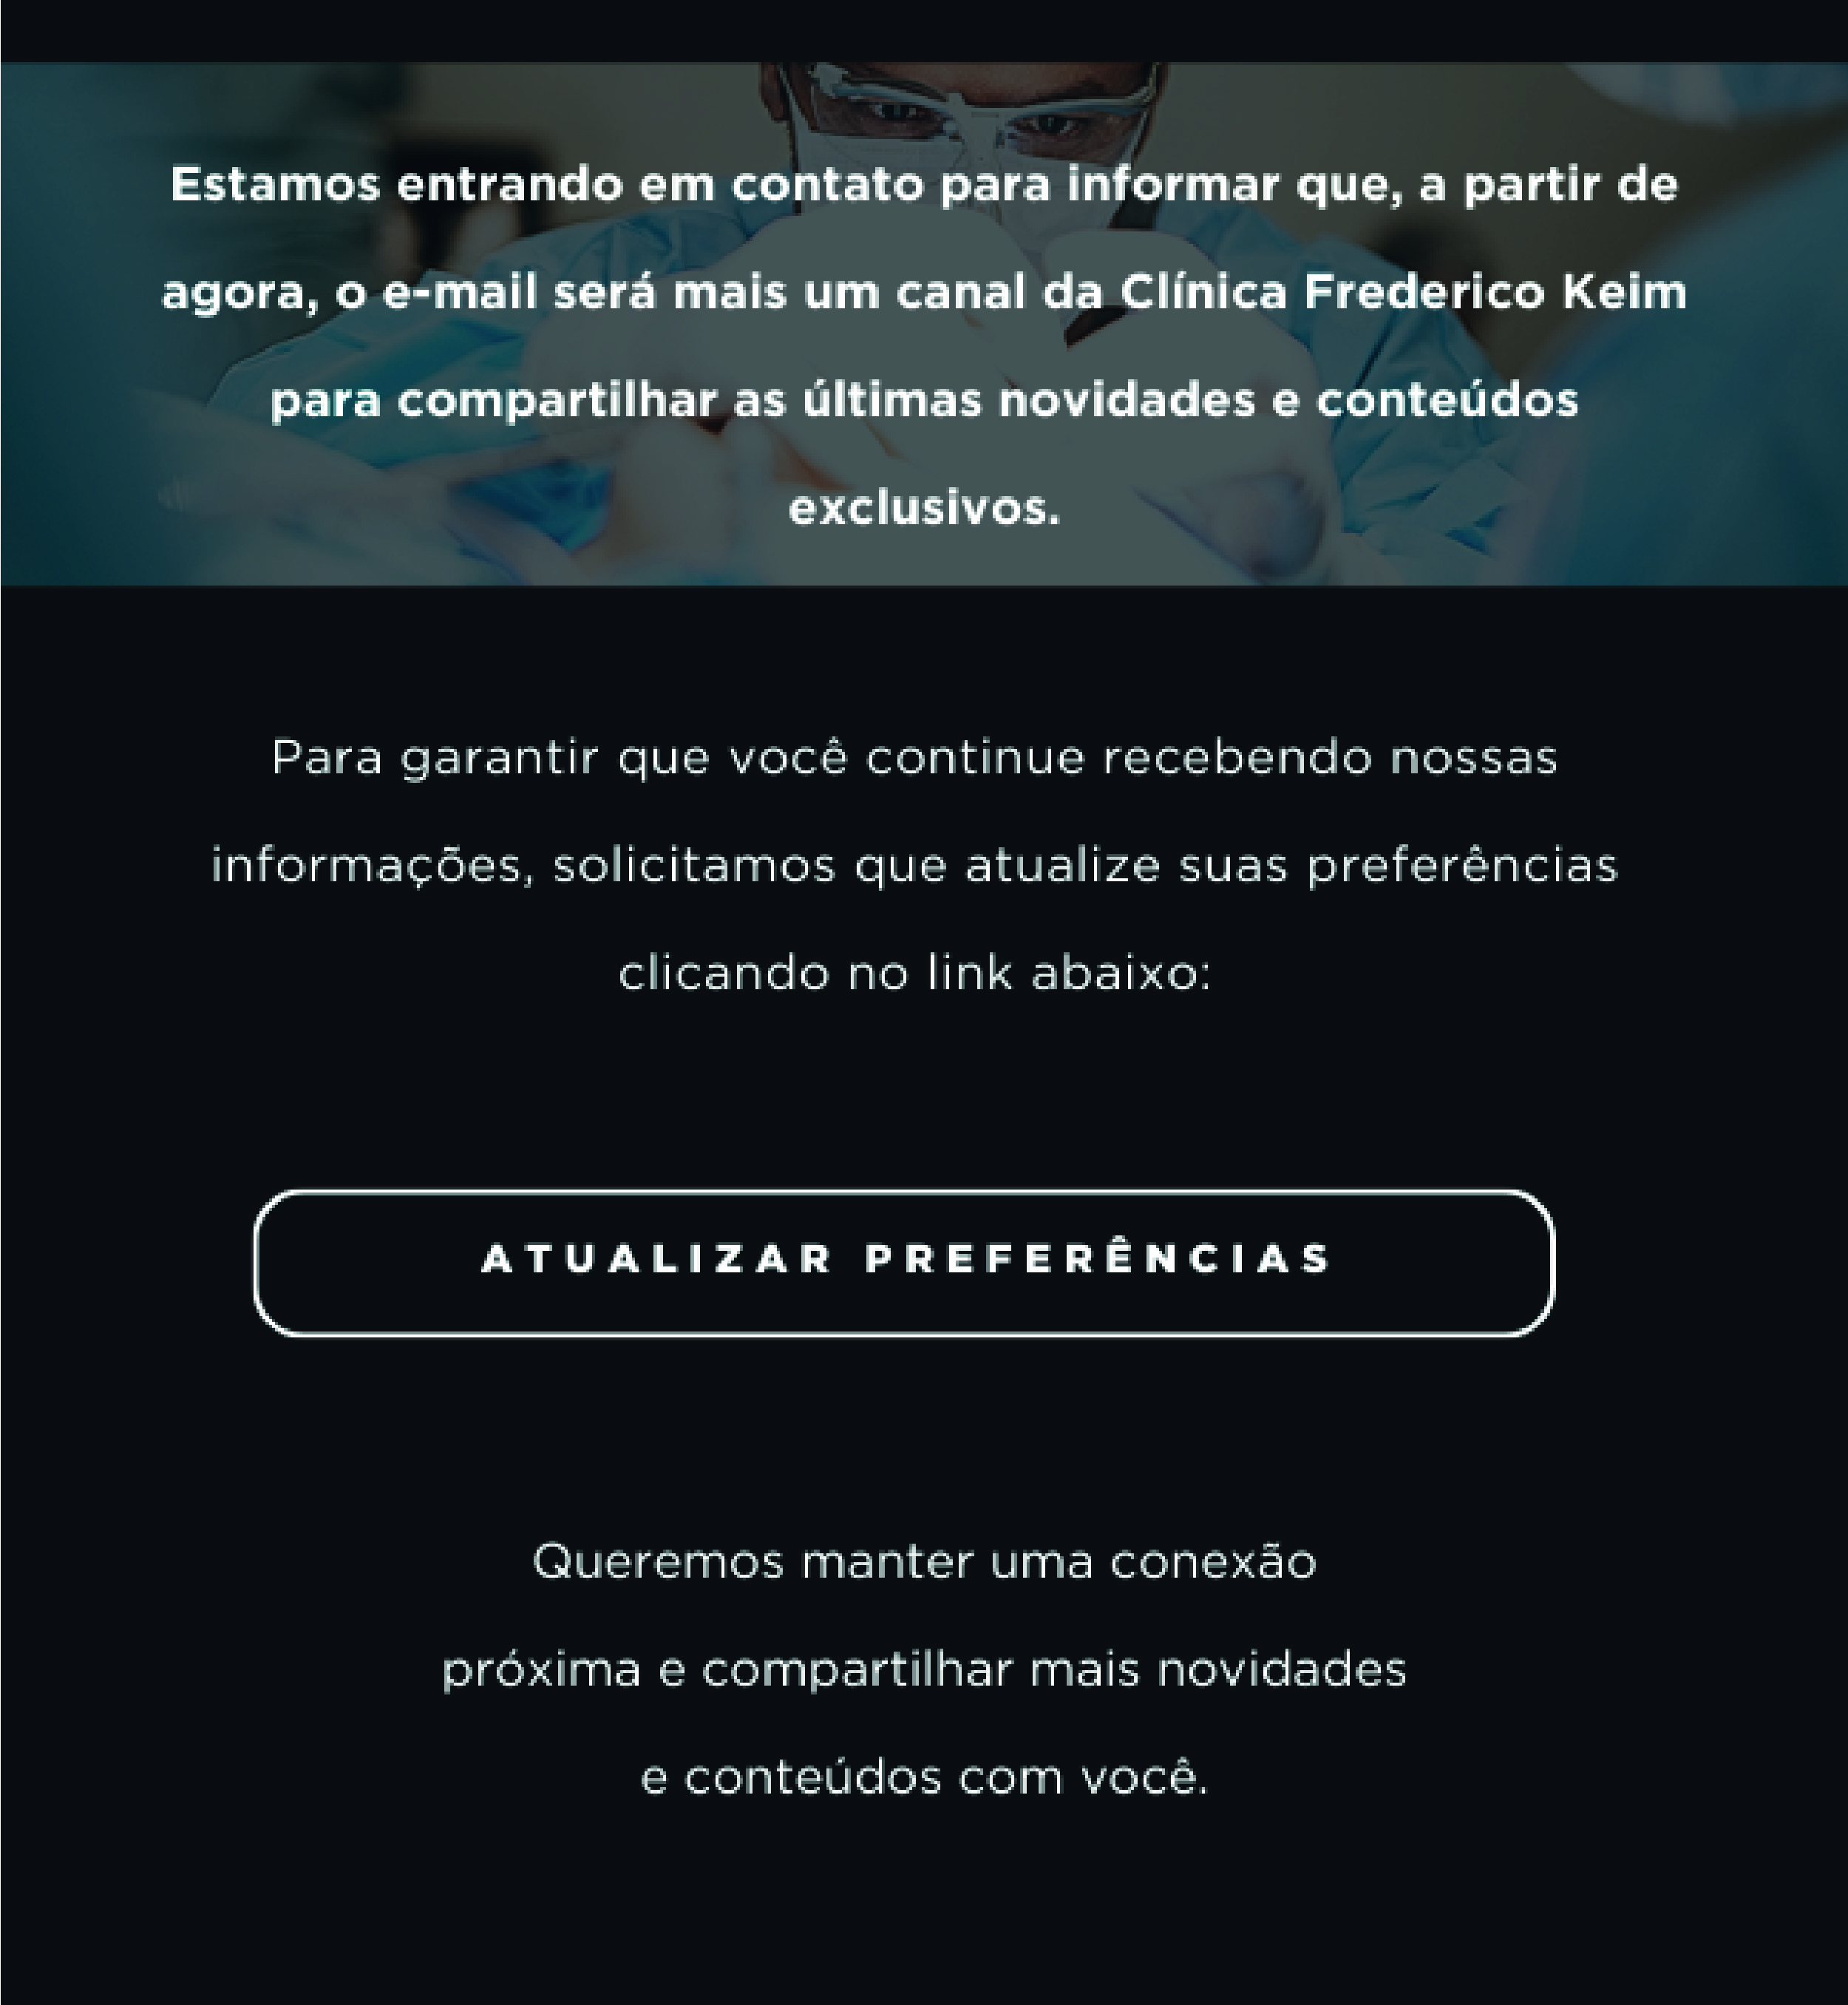 Estamos entrando em contato para informar que, a partir de
agora, o e-mail será mais um canal da Clínica Frederico Keim
para compartilhar as últimas novidades e conteúdos
exclusivos.
Para garantir que você continue recebendo nossas
informações, solicitamos que atualize suas preferências
clicando no link abaixo:
ATUALIZAR PREFERÊNCIAS
Queremos manter uma conexão
próxima e compartilhar mais novidades
e conteúdos com você.